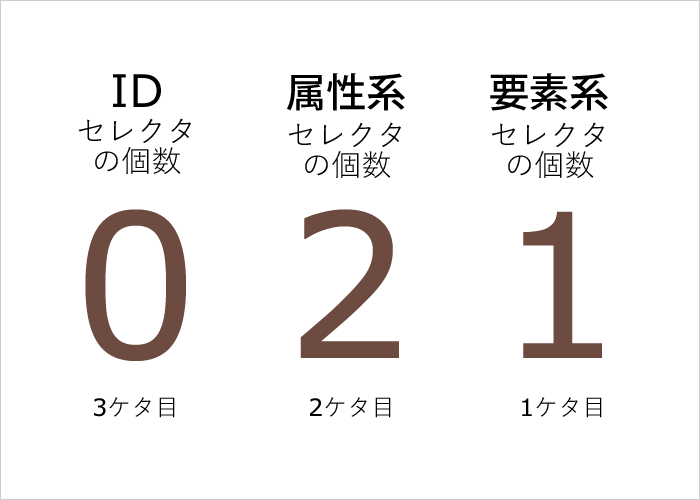 ID
セレクタ
の個数
0
3ケタ目
属性系
セレクタ
の個数
2
2ケタ目
要素系
セレクタ
の個数
1
1ケタ目